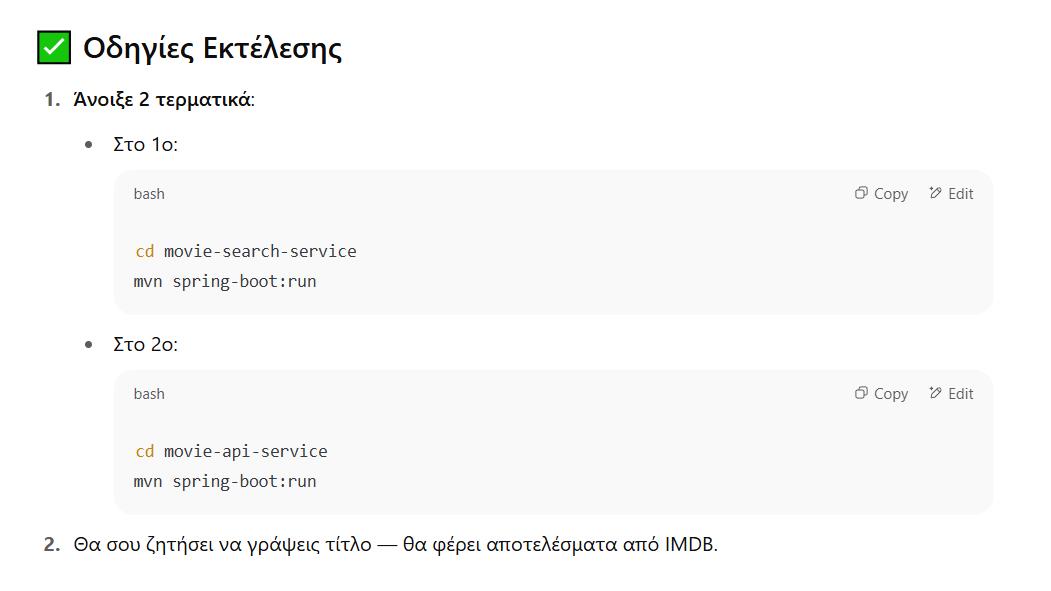 ✅ Οδηγίες Εκτέλεσης
1. Άνοιξε 2 τερματικά:
• Στο 1ο:
bash Copy Edit
cd movie-search-service
mvn spring-boot:run
• Στο 2ο:
bash Copy Edit
cd movie-api-service
mvn spring-boot:run
2. Θα σου ζητήσει να γράψεις τίτλο — θα φέρει αποτελέσματα από IMDB.